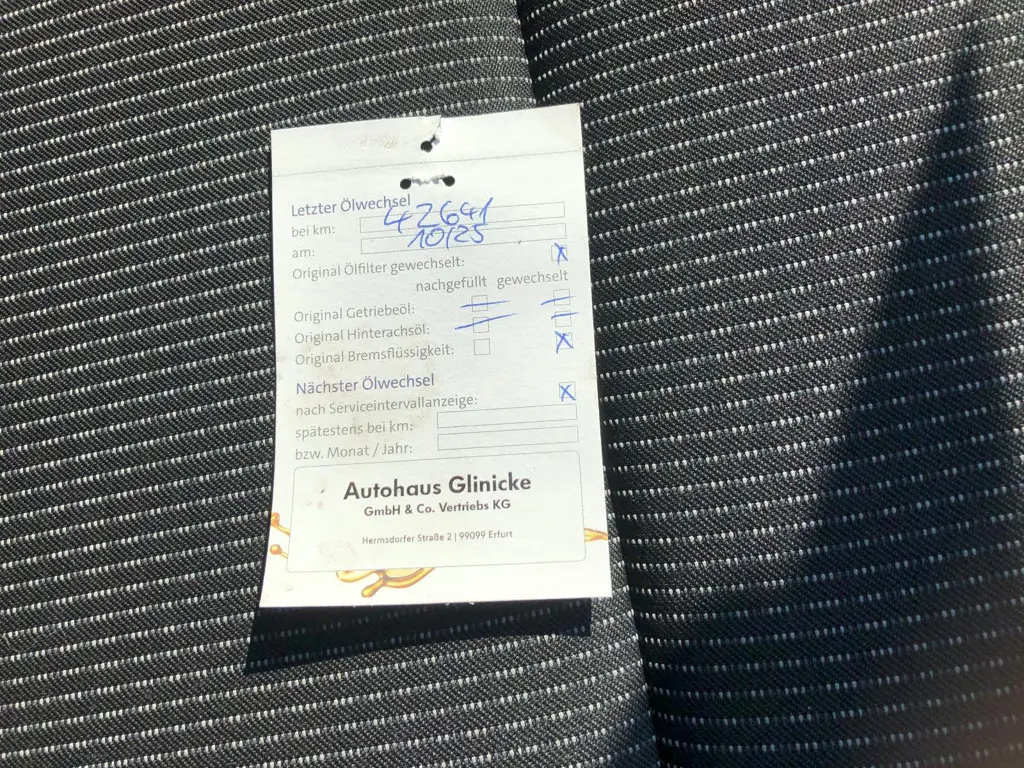 Letzter Ölwechsel
bei km: 42641
am: 10/25
Original Ölfilter gewechselt: X
nachgefüllt gewechselt
Original Getriebeöl:
Original Hinterachsöl:
Original Bremsflüssigkeit: X
Nächster Ölwechsel
nach Serviceintervallanzeige: X
spätestens bei km:
bzw. Monat / Jahr:
Autohaus Glinicke
GmbH & Co. Vertriebs KG
Hermsdorfer Straße 2 | 99099 Erfurt